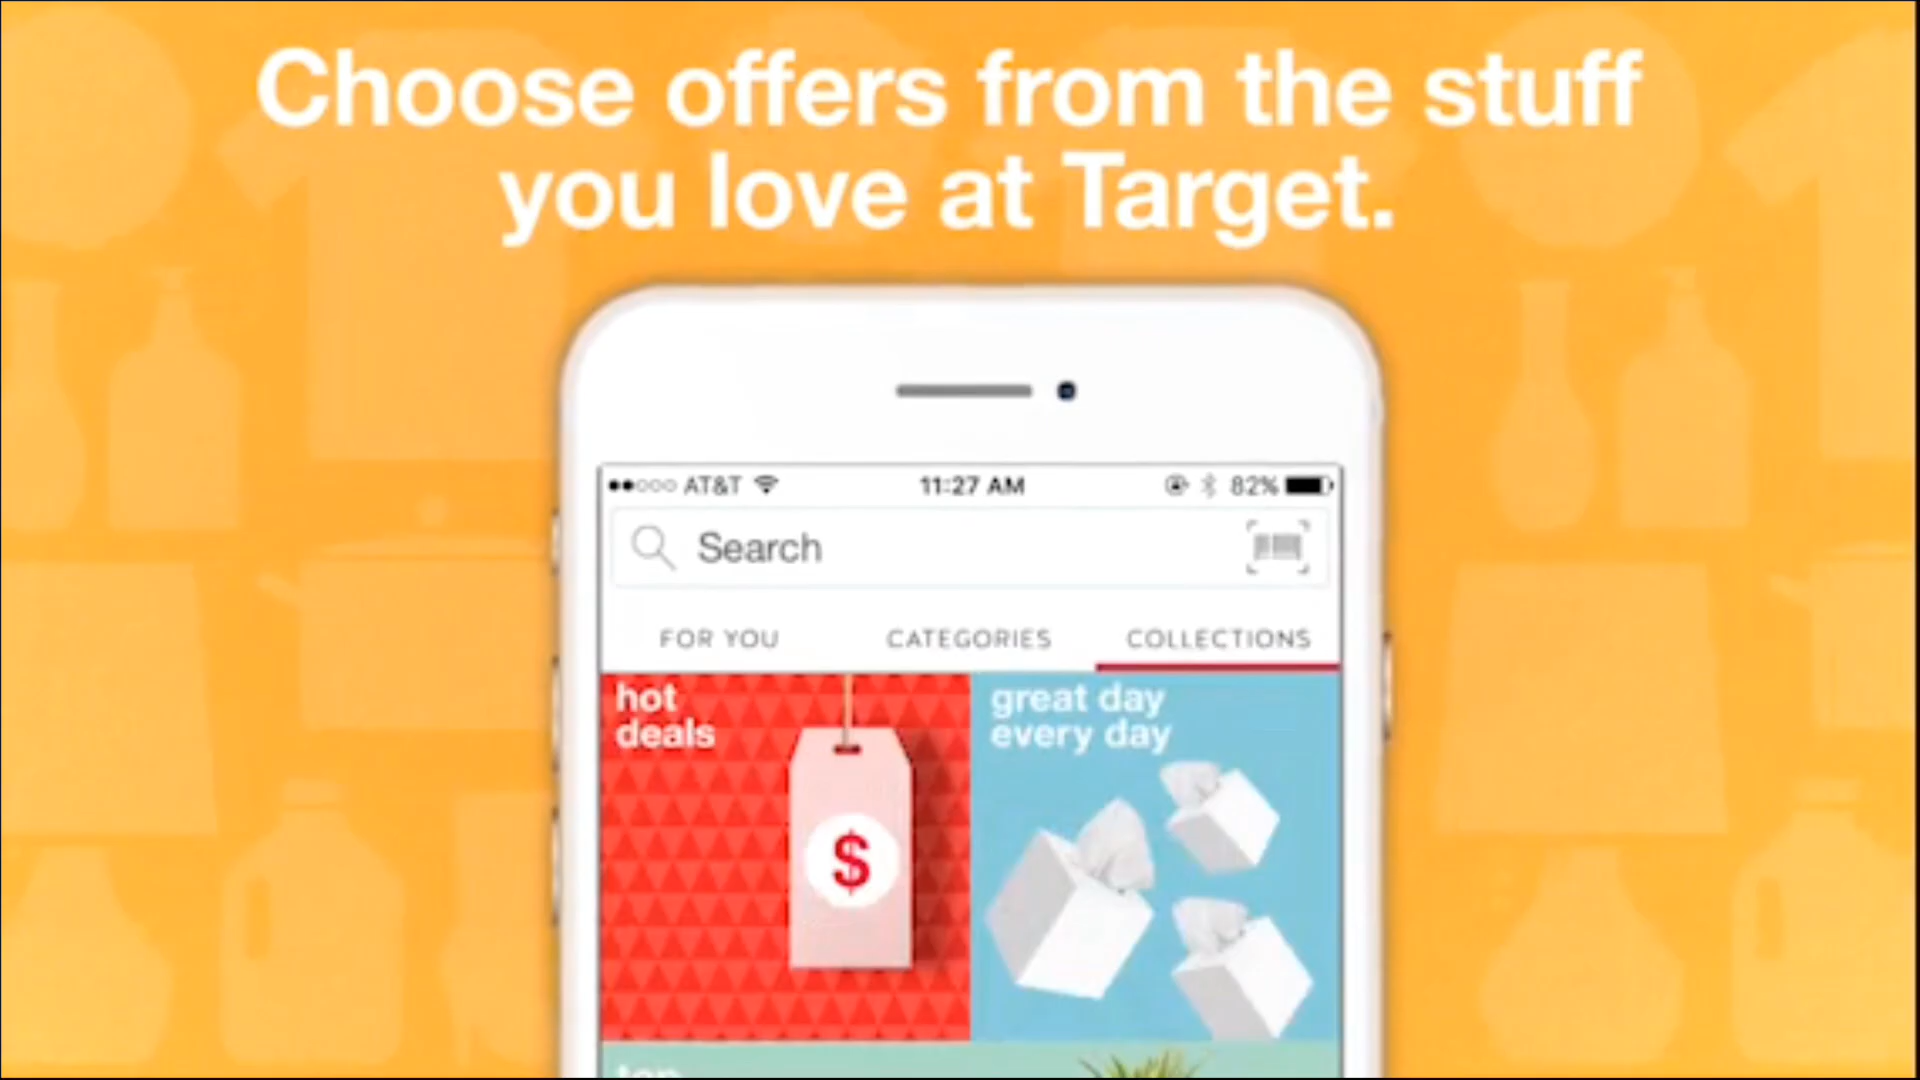 Choose offers from the stuff
you love at Target.
AT&T 11:27 AM 82%
Search
FOR YOU CATEGORIES COLLECTIONS
hot
deals
great day
every day
$
top